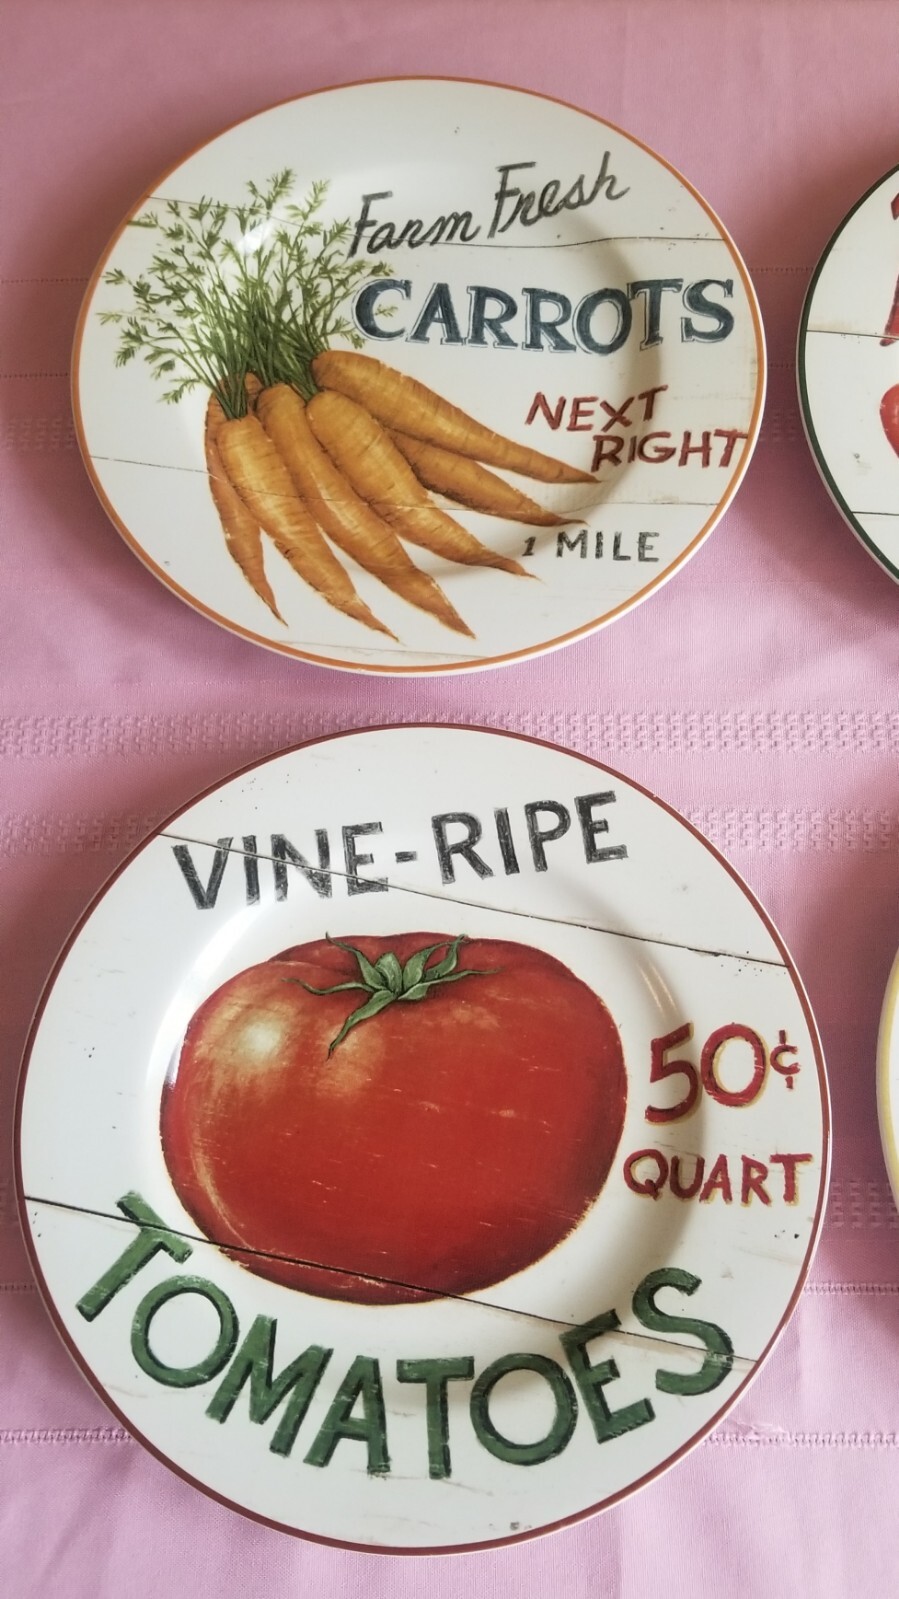 Farm Fresh
CARROTS
NEXT
RIGHT
1 MILE
VINE-RIPE
50¢
QUART
TOMATOES